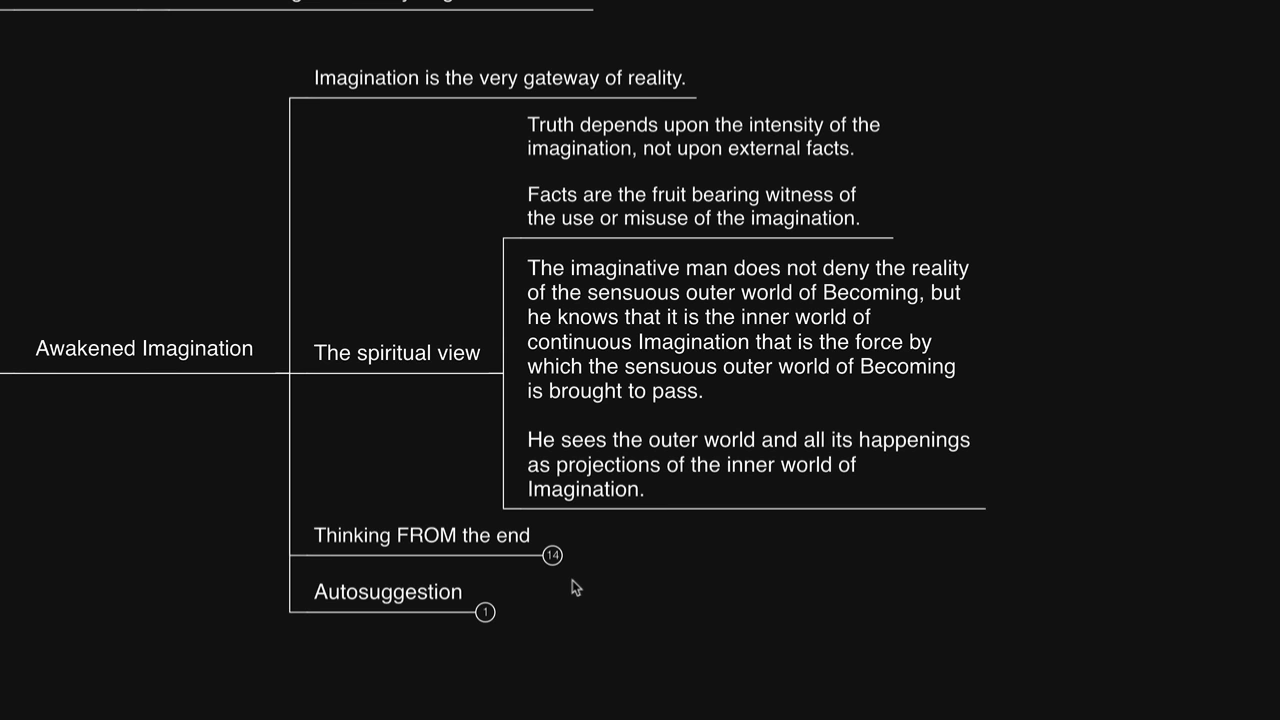 Imagination is the very gateway of reality.
Truth depends upon the intensity of the
imagination, not upon external facts.
Facts are the fruit bearing witness of
the use or misuse of the imagination.
The imaginative man does not deny the reality
of the sensuous outer world of Becoming, but
he knows that it is the inner world of
continuous Imagination that is the force by
which the sensuous outer world of Becoming
is brought to pass.
Awakened Imagination
The spiritual view
He sees the outer world and all its happenings
as projections of the inner world of
Imagination.
Thinking FROM the end
14
Autosuggestion
1